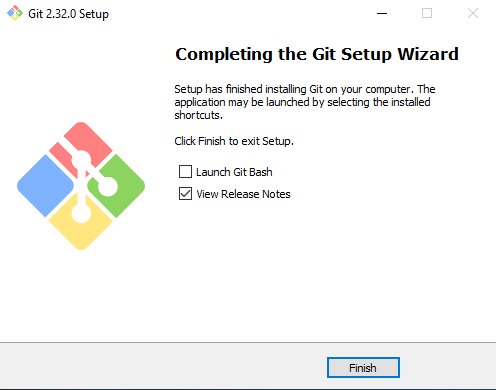 Git 2.32.0 Setup
Completing the Git Setup Wizard
Setup has finished installing Git on your computer. The
application may be launched by selecting the installed
shortcuts.
Click Finish to exit Setup.
Launch Git Bash
View Release Notes
Finish